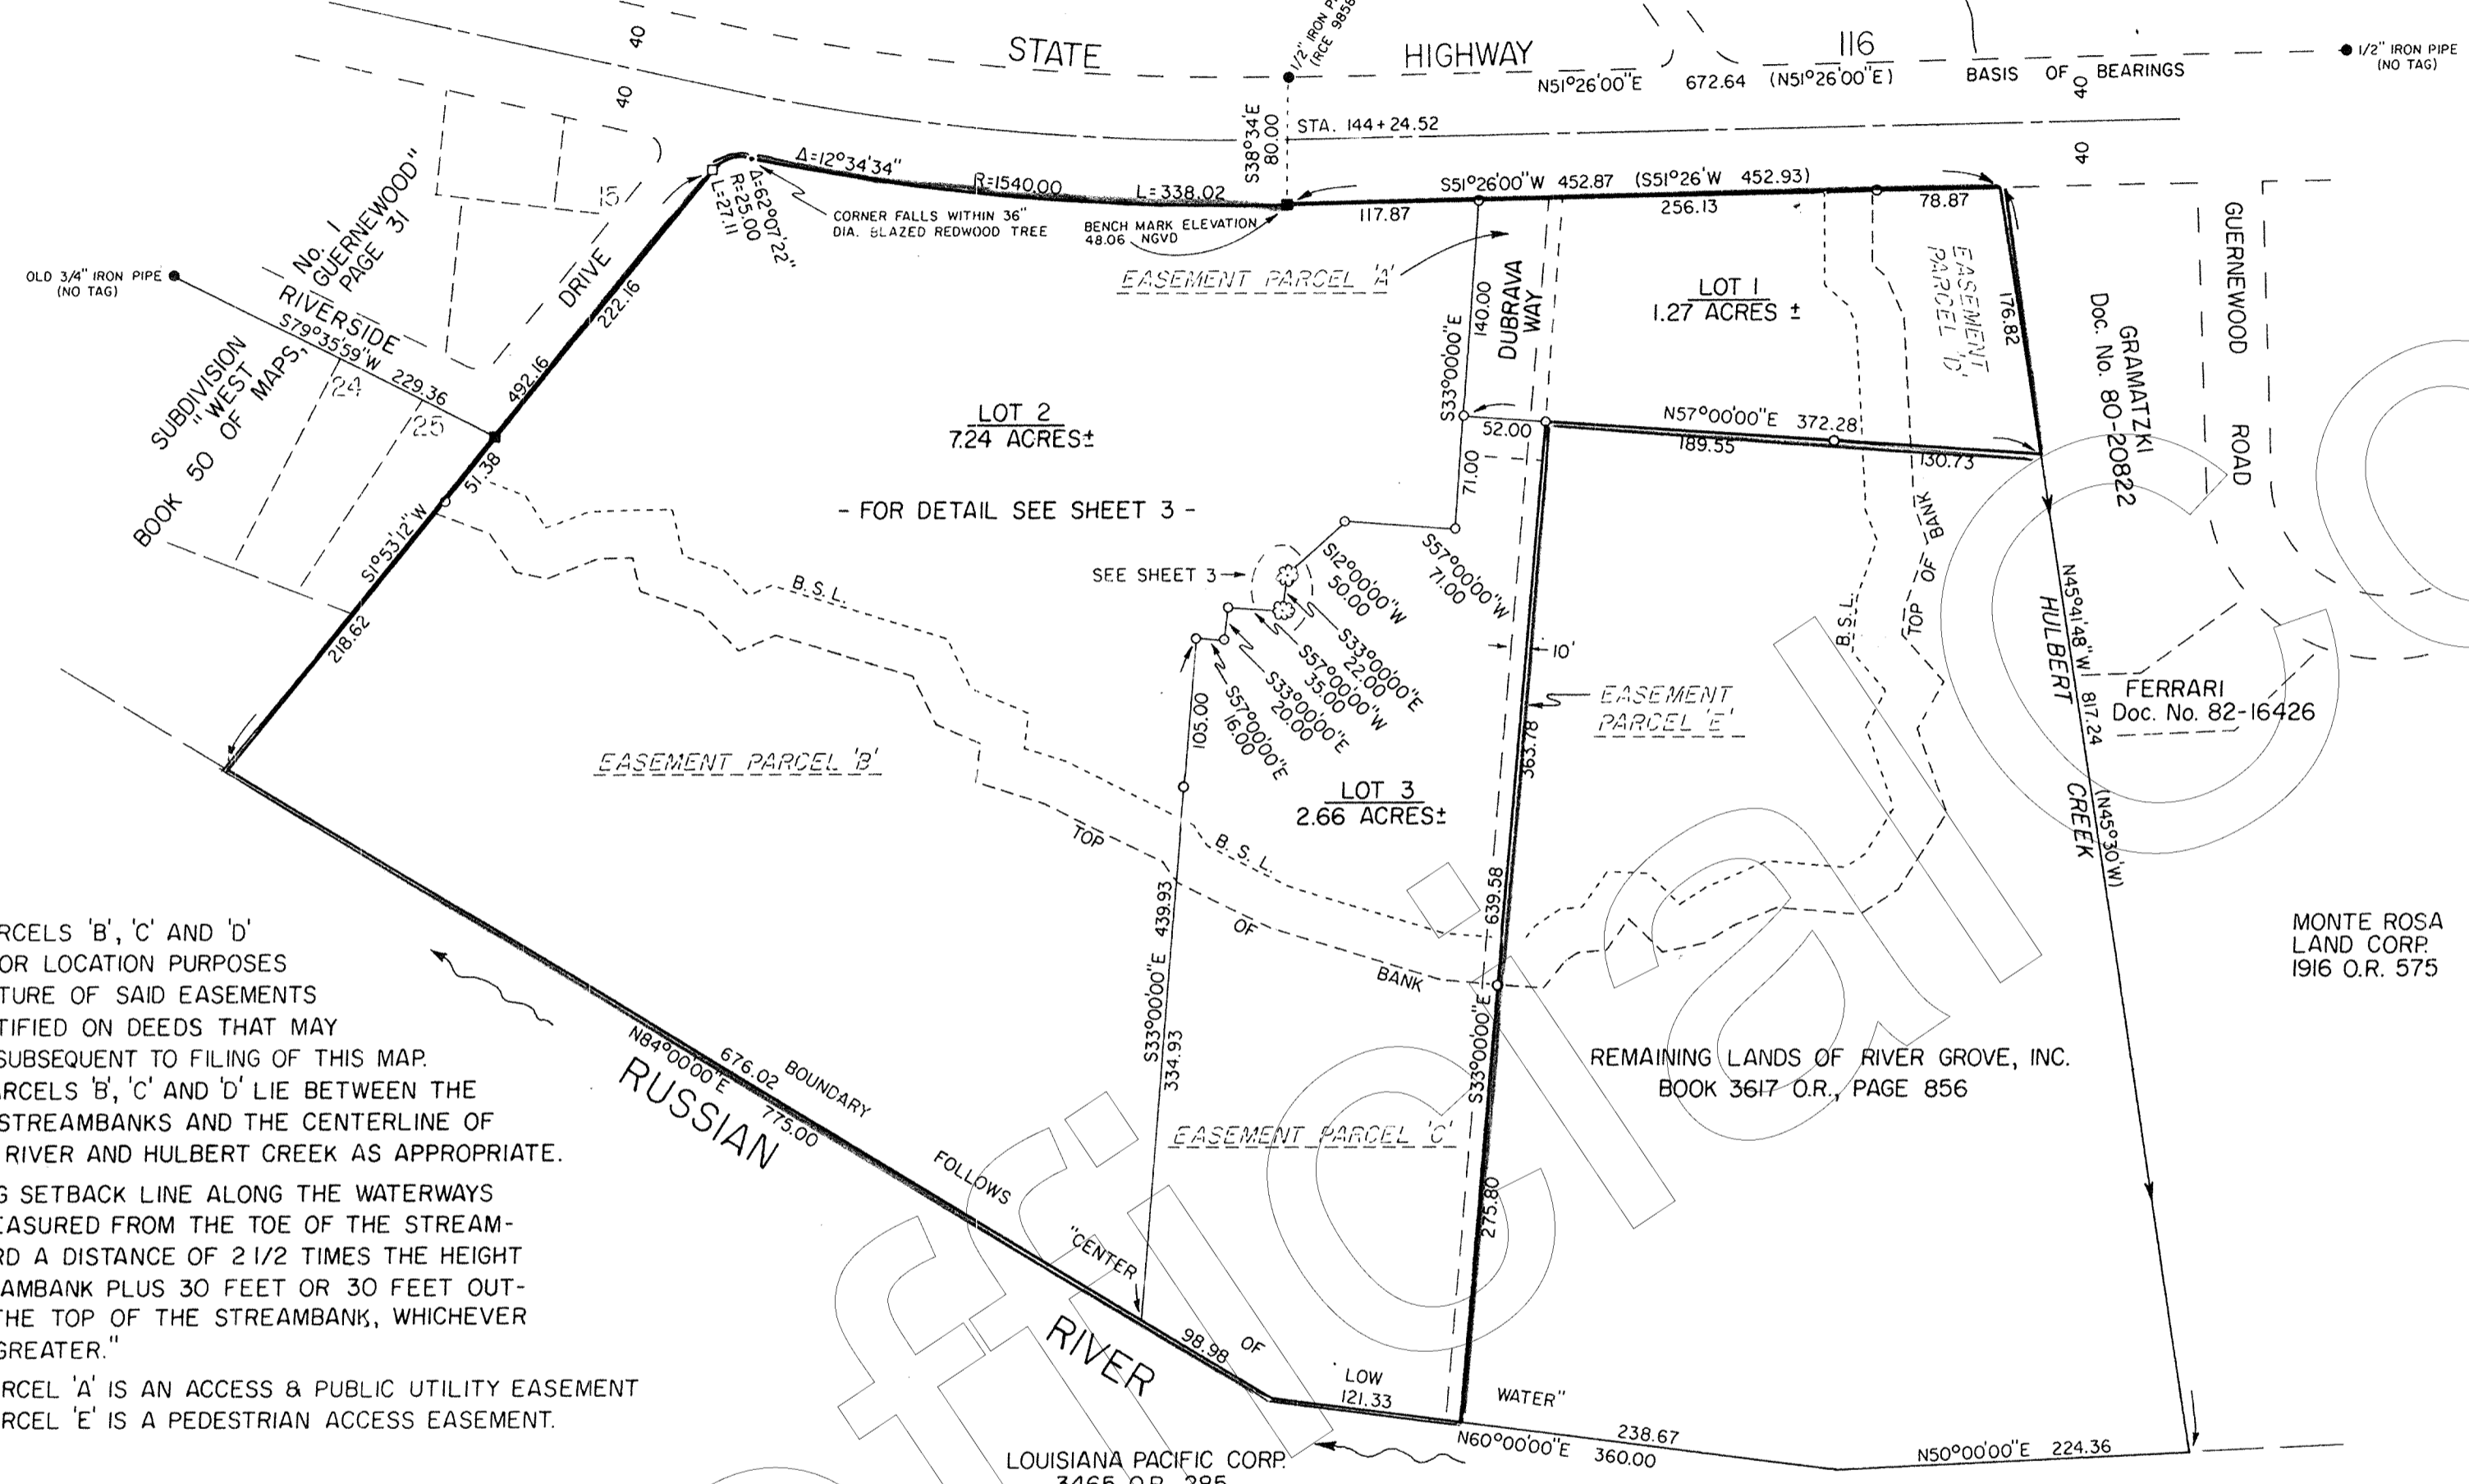 STATE HIGHWAY 116
1/2" IRON
(RCE 9858
1/2" IRON PIPE
(NO TAG)
N51°26'00"E 672.64 (N51°26'00"E) BASIS OF BEARINGS
40
40
40
40
S38°34'E
80.00
STA. 144+24.52
Δ=12°34'34" R=1540.00 L=338.02
Δ=62°07'22"
R=25.00
L=27.11
CORNER FALLS WITHIN 36"
DIA. BLAZED REDWOOD TREE
BENCH MARK ELEVATION
48.06 NGVD
S51°26'00"W 452.87 (S51°26'W 452.93)
117.87
256.13
78.87
EASEMENT PARCEL 'A'
DUBRAVA
WAY
LOT 1
1.27 ACRES ±
EASEMENT
PARCEL 'D'
176.82
GUERNEWOOD ROAD
GRAMATZKI
Doc. No. 80-20822
OLD 3/4" IRON PIPE
(NO TAG)
SUBDIVISION No. 1
"WEST GUERNEWOOD"
BOOK 50 OF MAPS, PAGE 31
RIVERSIDE DRIVE
S79°35'59"W 229.36
15
24
25
222.16
492.16
51.38
S1°53'12"W
218.62
LOT 2
7.24 ACRES±
- FOR DETAIL SEE SHEET 3 -
S33°00'00"E 140.00
52.00
71.00
N57°00'00"E 372.28
189.55
130.73
S57°00'00"W
71.00
S12°00'00"W
50.00
SEE SHEET 3
S33°00'00"E
22.00
S57°00'00"W
35.00
S33°00'00"E
20.00
S57°00'00"E
16.00
105.00
10'
EASEMENT
PARCEL 'E'
363.78
B.S.L.
B.S.L.
TOP OF BANK
N45°41'48"W 817.24
(N45°30'W)
HULBERT CREEK
FERRARI
Doc. No. 82-16426
EASEMENT PARCEL 'B'
LOT 3
2.66 ACRES±
TOP OF BANK
B. S. L.
S33°00'00"E 439.93
334.93
S33°00'00"E 639.58
275.80
EASEMENT PARCEL 'C'
MONTE ROSA
LAND CORP.
1916 O.R. 575
REMAINING LANDS OF RIVER GROVE, INC.
BOOK 3617 O.R., PAGE 856
N84°00'00"E 775.00
676.02
98.98
BOUNDARY FOLLOWS "CENTER OF LOW WATER"
RUSSIAN RIVER
121.33
N60°00'00"E 360.00
238.67
N50°00'00"E 224.36
LOUISIANA PACIFIC CORP.
3465 O.R. 285
RCELS 'B', 'C' AND 'D'
OR LOCATION PURPOSES
TURE OF SAID EASEMENTS
TIFIED ON DEEDS THAT MAY
SUBSEQUENT TO FILING OF THIS MAP.
RCELS 'B', 'C' AND 'D' LIE BETWEEN THE
STREAMBANKS AND THE CENTERLINE OF
RIVER AND HULBERT CREEK AS APPROPRIATE.
G SETBACK LINE ALONG THE WATERWAYS
EASURED FROM THE TOE OF THE STREAM-
RD A DISTANCE OF 2 1/2 TIMES THE HEIGHT
AMBANK PLUS 30 FEET OR 30 FEET OUT-
THE TOP OF THE STREAMBANK, WHICHEVER
GREATER."
RCEL 'A' IS AN ACCESS & PUBLIC UTILITY EASEMENT
RCEL 'E' IS A PEDESTRIAN ACCESS EASEMENT.